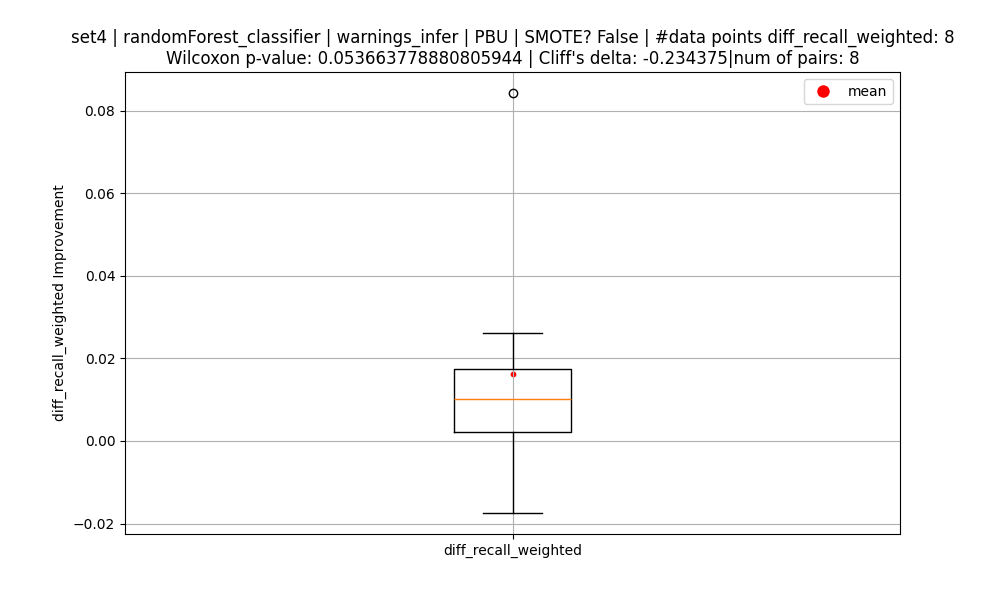 set4 | randomForest_classifier | warnings_infer | PBU | SMOTE? False | #data points diff_recall_weighted: 8
Wilcoxon p-value: 0.053663778880805944 | Cliff's delta: -0.234375|num of pairs: 8
mean
0.08
0.06
0.04
0.02
0.00
−0.02
diff_recall_weighted Improvement
diff_recall_weighted